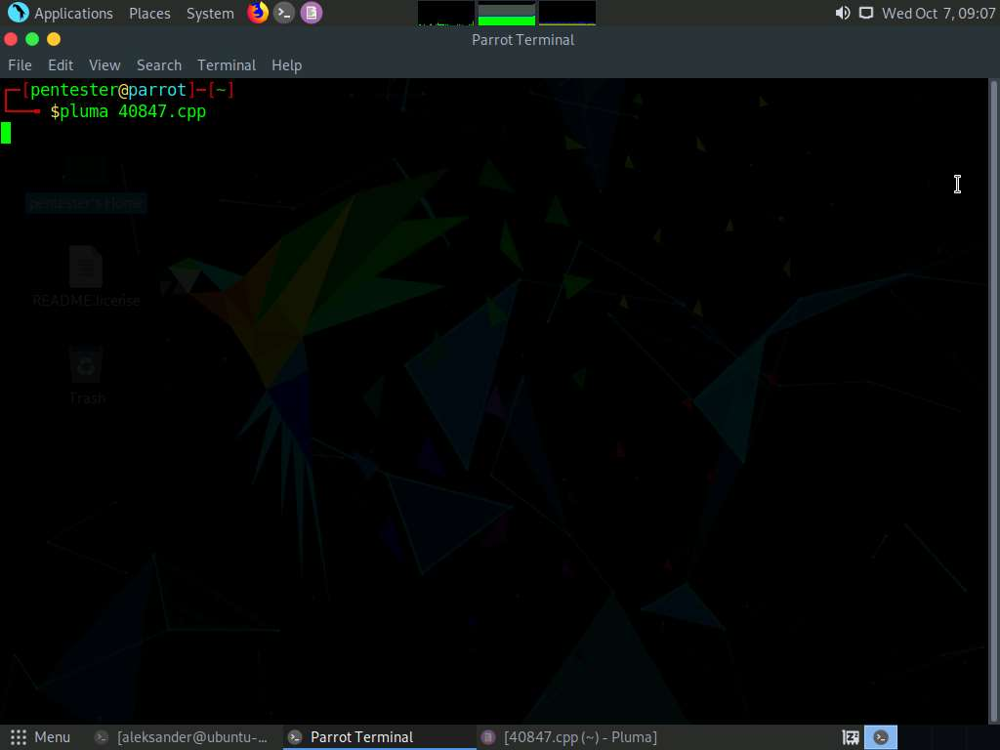 Applications Places System Wed Oct 7, 09:07
Parrot Terminal
File Edit View Search Terminal Help
┌─[pentester@parrot]─[~]
└──╼ $pluma 40847.cpp
pentester's Home
README.license
Trash
Menu [aleksander@ubuntu-... Parrot Terminal [40847.cpp (~) - Pluma]